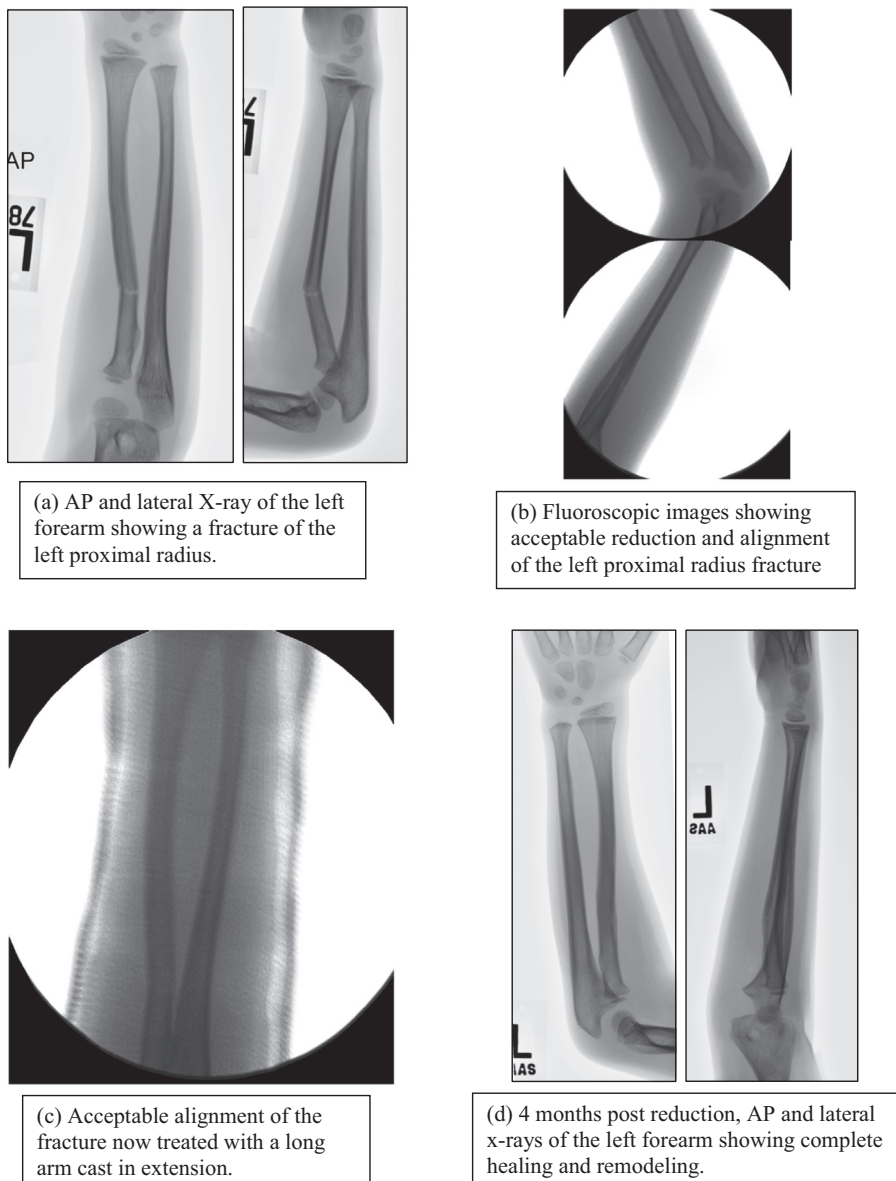 AP
78
L
7
L
(a) AP and lateral X-ray of the left
forearm showing a fracture of the
left proximal radius.
(b) Fluoroscopic images showing
acceptable reduction and alignment
of the left proximal radius fracture
L
AAS
L
AAS
(c) Acceptable alignment of the
fracture now treated with a long
arm cast in extension.
(d) 4 months post reduction, AP and lateral
x-rays of the left forearm showing complete
healing and remodeling.